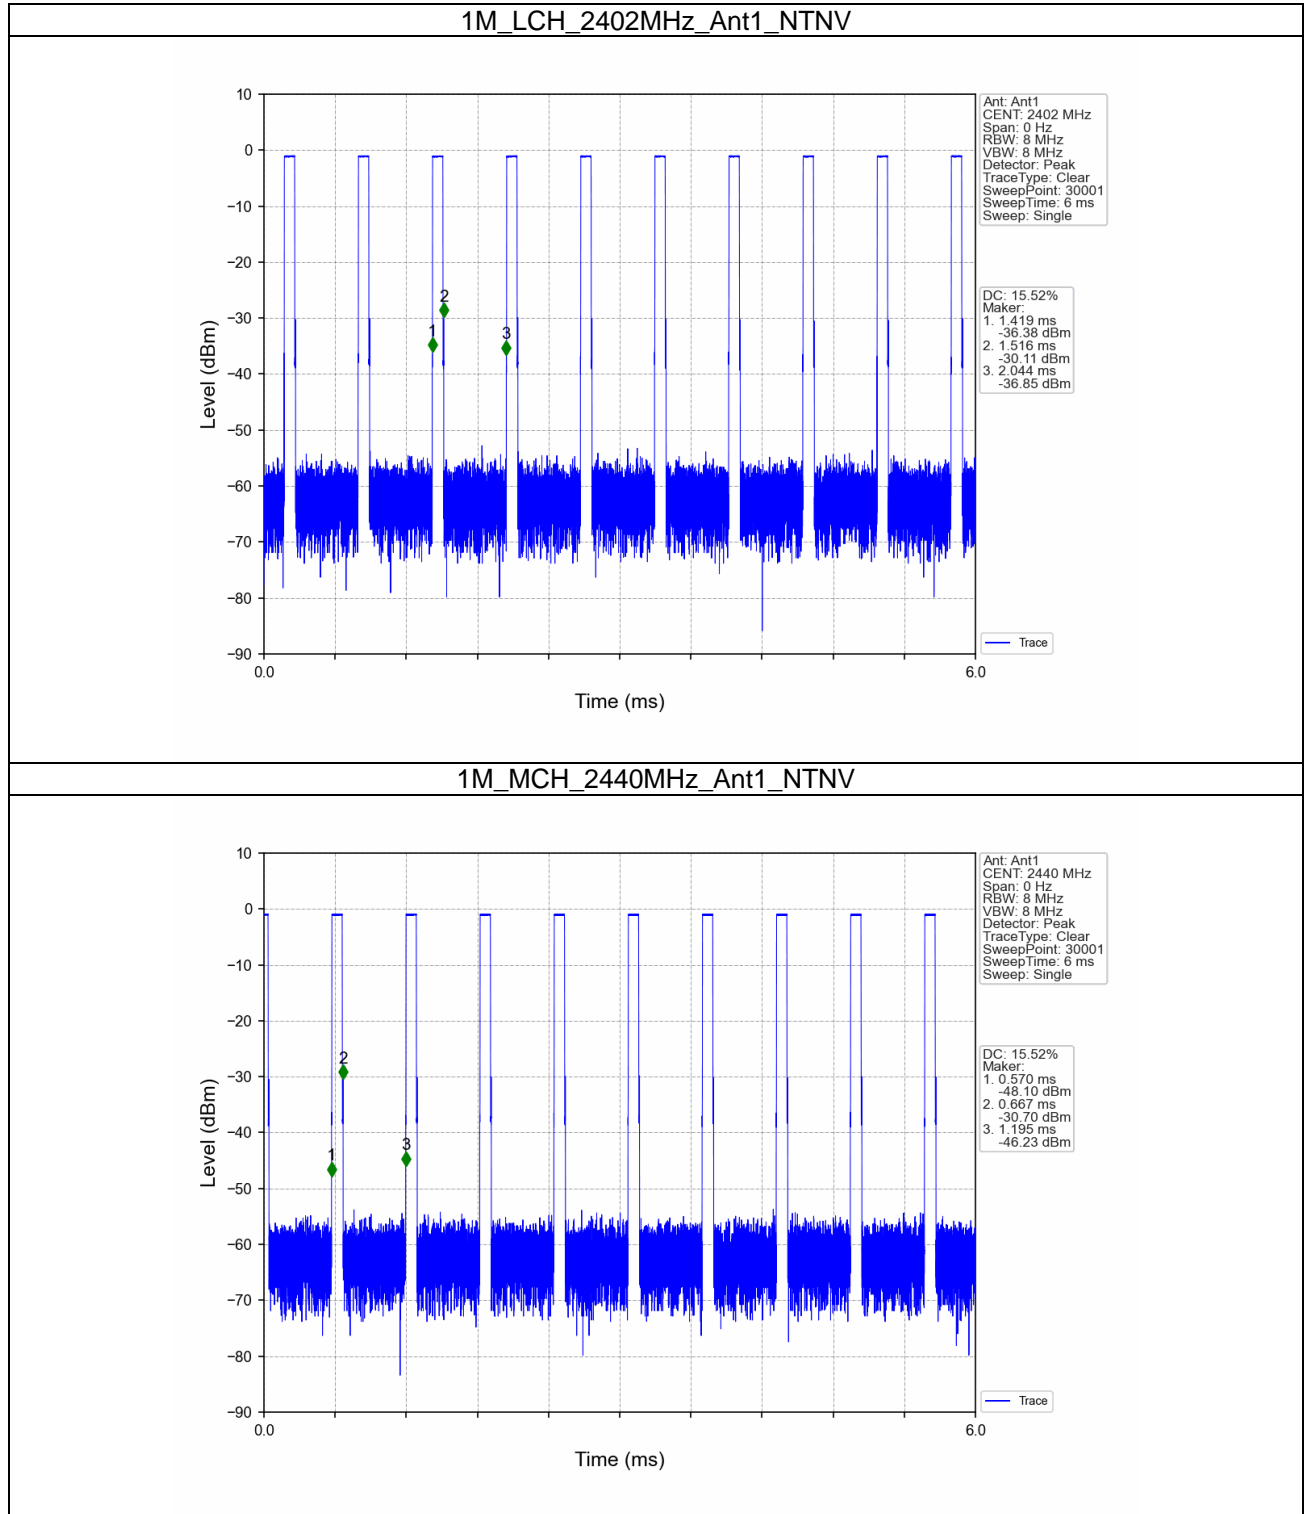 1M_LCH_2402MHz_Ant1_NTNV
10
0
−10
−20
−30
−40
−50
−60
−70
−80
−90
Level (dBm)
1
2
3
0.0
6.0
Time (ms)
Ant: Ant1
CENT: 2402 MHz
Span: 0 Hz
RBW: 8 MHz
VBW: 8 MHz
Detector: Peak
TraceType: Clear
SweepPoint: 30001
SweepTime: 6 ms
Sweep: Single
DC: 15.52%
Maker:
1. 1.419 ms
-36.38 dBm
2. 1.516 ms
-30.11 dBm
3. 2.044 ms
-36.85 dBm
Trace
1M_MCH_2440MHz_Ant1_NTNV
10
0
−10
−20
−30
−40
−50
−60
−70
−80
−90
Level (dBm)
1
2
3
0.0
6.0
Time (ms)
Ant: Ant1
CENT: 2440 MHz
Span: 0 Hz
RBW: 8 MHz
VBW: 8 MHz
Detector: Peak
TraceType: Clear
SweepPoint: 30001
SweepTime: 6 ms
Sweep: Single
DC: 15.52%
Maker:
1. 0.570 ms
-48.10 dBm
2. 0.667 ms
-30.70 dBm
3. 1.195 ms
-46.23 dBm
Trace